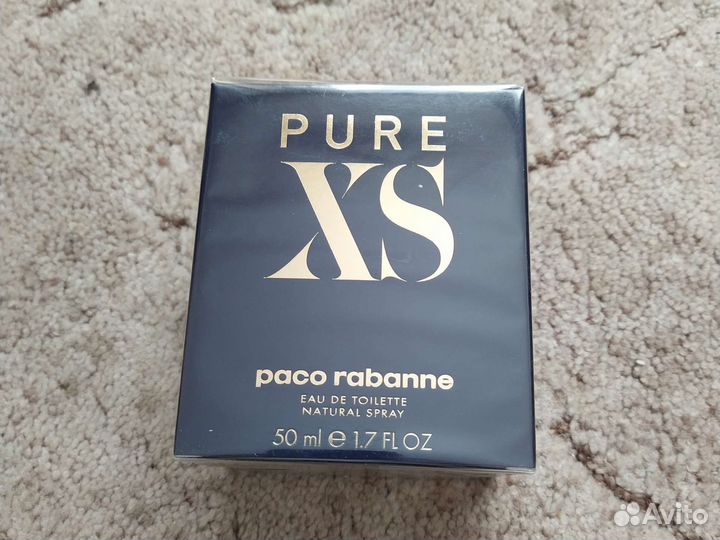 PURE
XS
paco rabanne
EAU DE TOILETTE
NATURAL SPRAY
50 ml ℮ 1.7 FL OZ
Avito